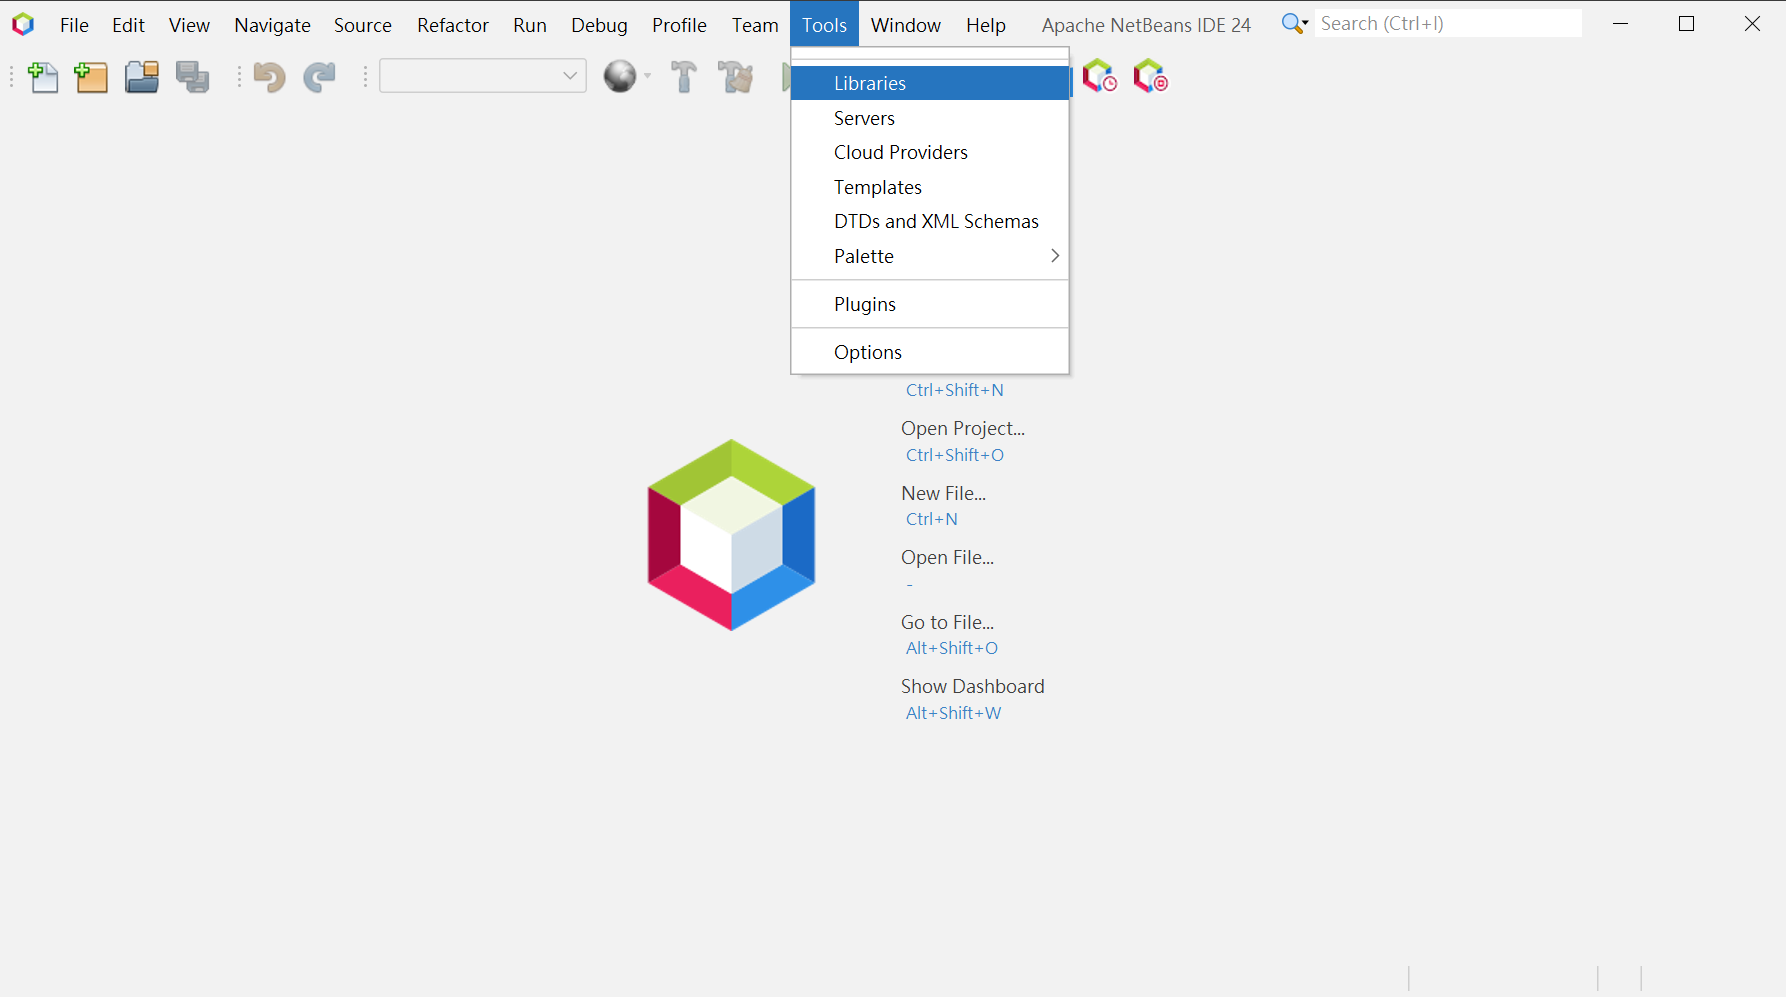 File Edit View Navigate Source Refactor Run Debug Profile Team Tools Window Help Apache NetBeans IDE 24 Search (Ctrl+I)
Libraries
Servers
Cloud Providers
Templates
DTDs and XML Schemas
Palette
Plugins
Options
Ctrl+Shift+N
Open Project...
Ctrl+Shift+O
New File...
Ctrl+N
Open File...
-
Go to File...
Alt+Shift+O
Show Dashboard
Alt+Shift+W